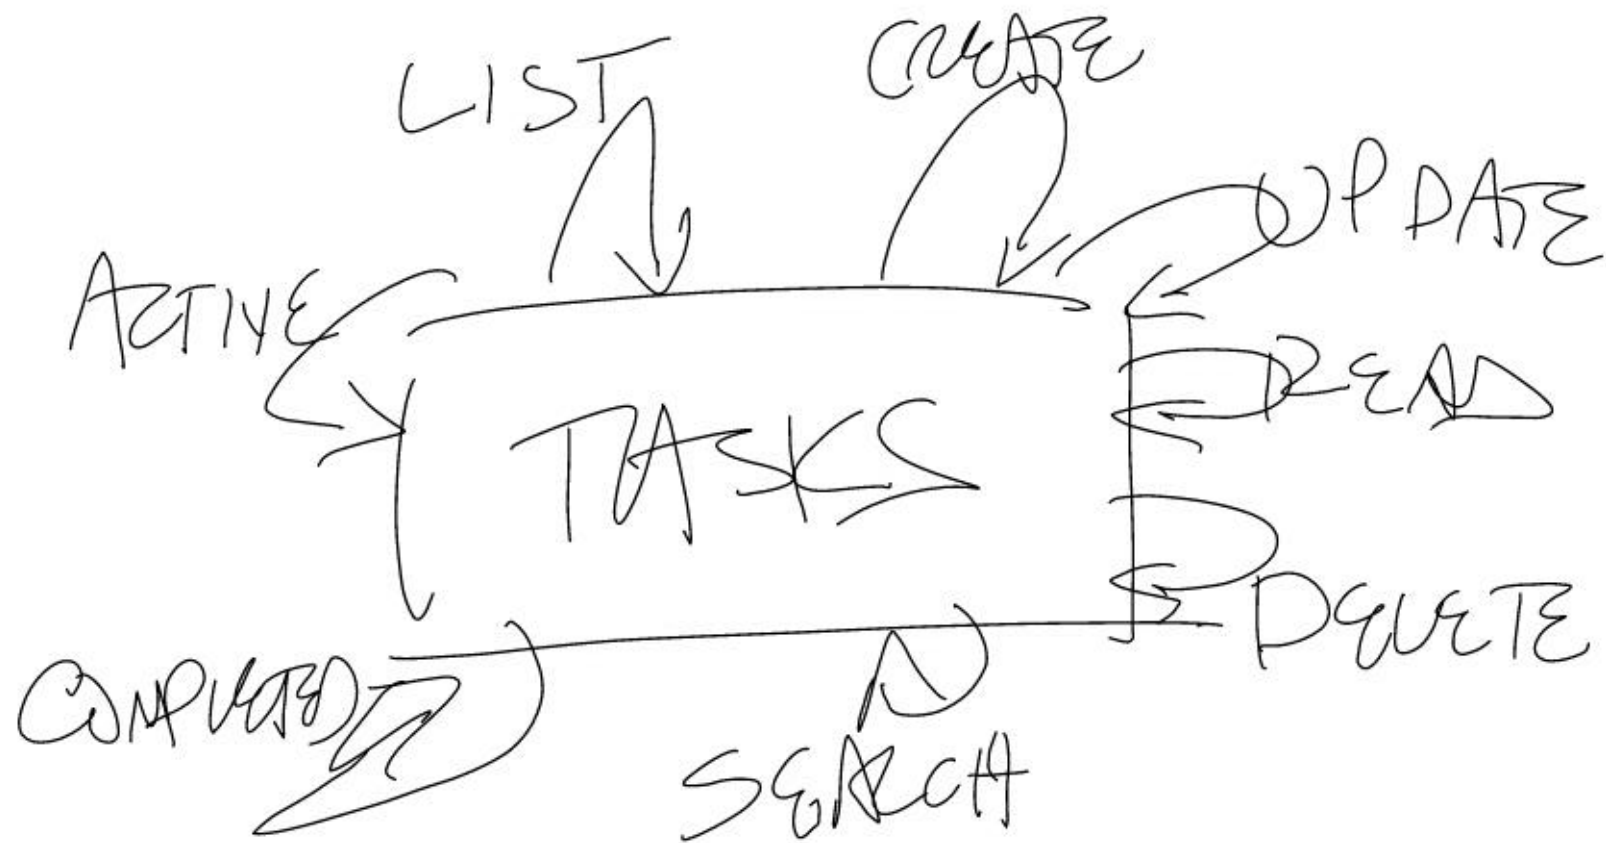 LIST
CREATE
UPDATE
ACTIVE
READ
TASKS
DELETE
COMPLETED
SEARCH